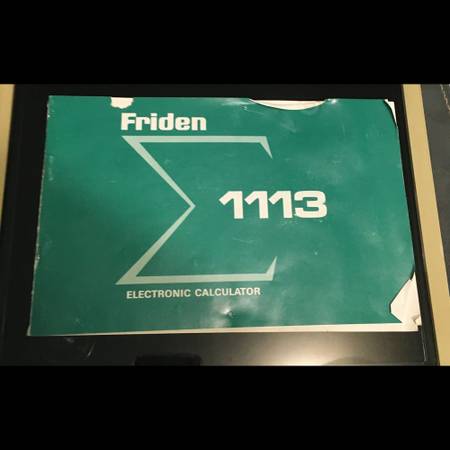 Friden
Σ 1113
ELECTRONIC CALCULATOR